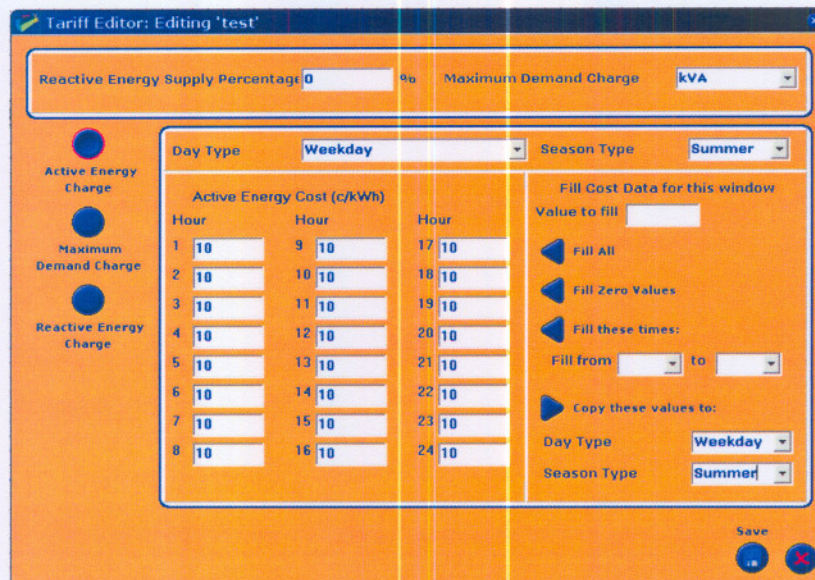 Tariff Editor: Editing 'test'
Reactive Energy Supply Percentage 0 % Maximum Demand Charge kVA
Active Energy Charge
Maximum Demand Charge
Reactive Energy Charge
Day Type Weekday Season Type Summer
Active Energy Cost (c/kWh)
Hour Hour Hour
1 10 9 10 17 10
2 10 10 10 18 10
3 10 11 10 19 10
4 10 12 10 20 10
5 10 13 10 21 10
6 10 14 10 22 10
7 10 15 10 23 10
8 10 16 10 24 10
Fill Cost Data for this window
Value to fill
Fill All
Fill Zero Values
Fill these times:
Fill from to
Copy these values to:
Day Type Weekday
Season Type Summer
Save